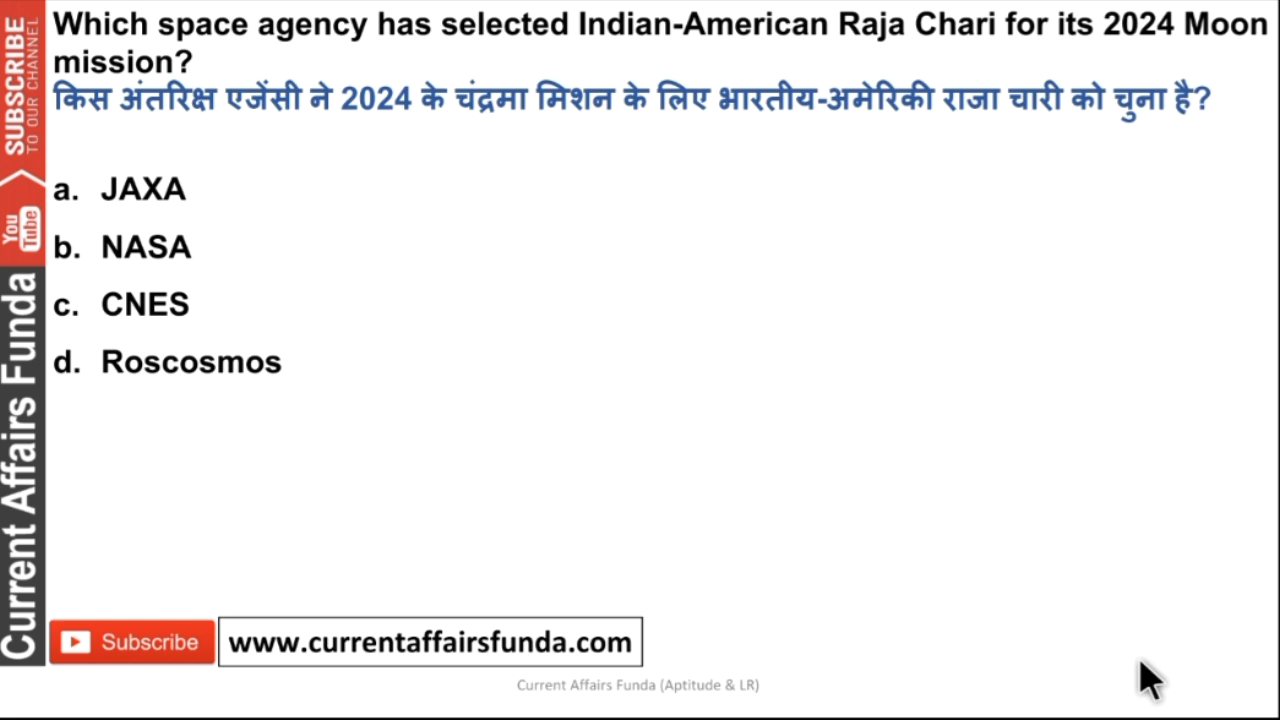 Which space agency has selected Indian-American Raja Chari for its 2024 Moon
mission?
किस अंतरिक्ष एजेंसी ने 2024 के चंद्रमा मिशन के लिए भारतीय-अमेरिकी राजा चारी को चुना है?
a. JAXA
b. NASA
c. CNES
d. Roscosmos
SUBSCRIBE
TO OUR CHANNEL
You
Tube
Current Affairs Funda
Subscribe
www.currentaffairsfunda.com
Current Affairs Funda (Aptitude & LR)